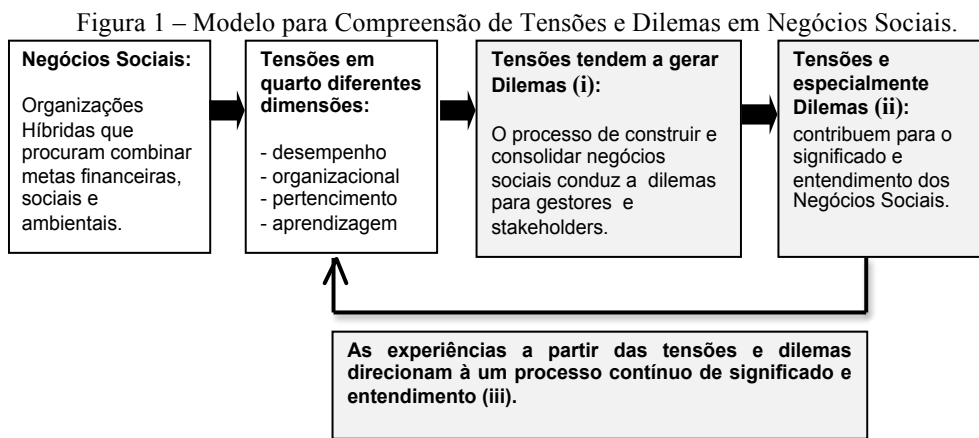 Figura 1 – Modelo para Compreensão de Tensões e Dilemas em Negócios Sociais.
Negócios Sociais:
Organizações
Híbridas que
procuram combinar
metas financeiras,
sociais e
ambientais.
Tensões em
quarto diferentes
dimensões:
- desempenho
- organizacional
- pertencimento
- aprendizagem
Tensões tendem a gerar
Dilemas (i):
O processo de construir e
consolidar negócios
sociais conduz a dilemas
para gestores e
stakeholders.
Tensões e
especialmente
Dilemas (ii):
contribuem para o
significado e
entendimento dos
Negócios Sociais.
As experiências a partir das tensões e dilemas
direcionam à um processo contínuo de significado e
entendimento (iii).